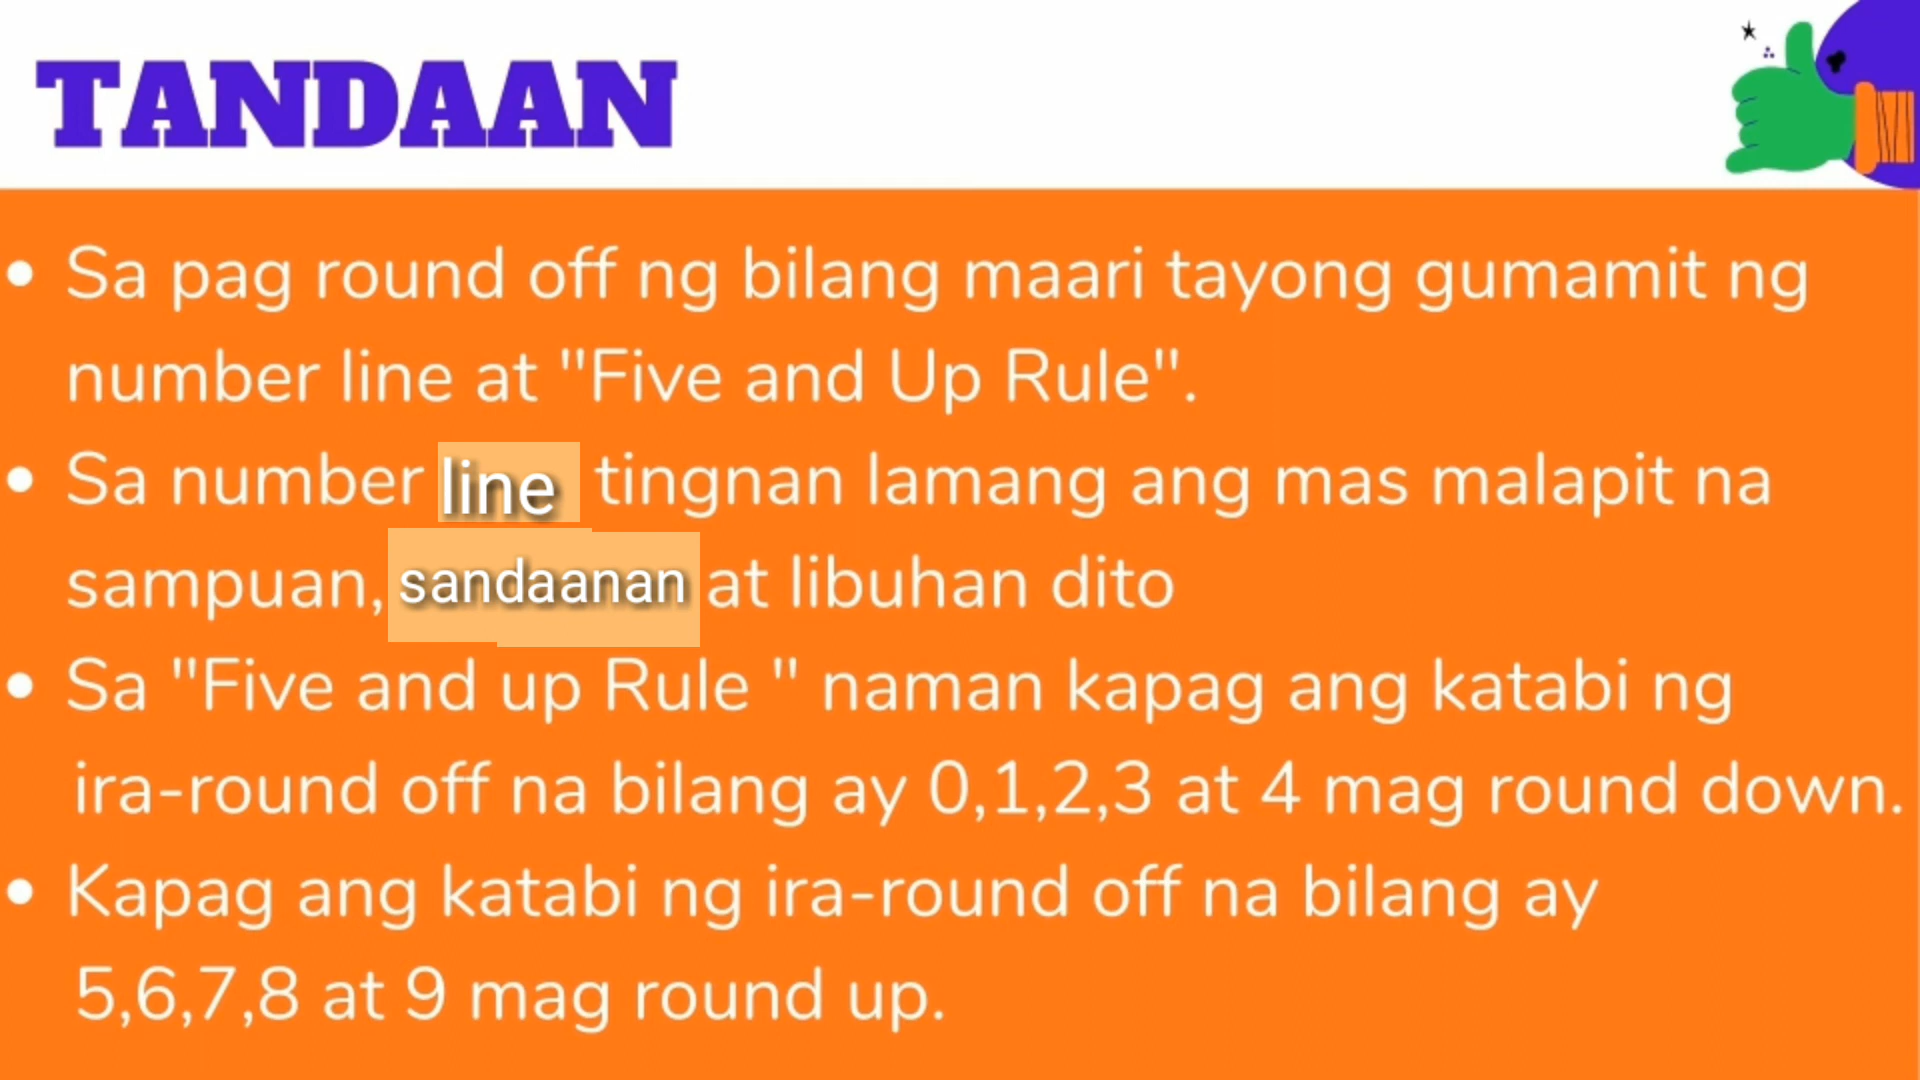 TANDAAN
• Sa pag round off ng bilang maari tayong gumamit ng
number line at "Five and Up Rule".
• Sa number line tingnan lamang ang mas malapit na
sampuan, sandaanan at libuhan dito
• Sa "Five and up Rule " naman kapag ang katabi ng
ira-round off na bilang ay 0,1,2,3 at 4 mag round down.
• Kapag ang katabi ng ira-round off na bilang ay
5,6,7,8 at 9 mag round up.